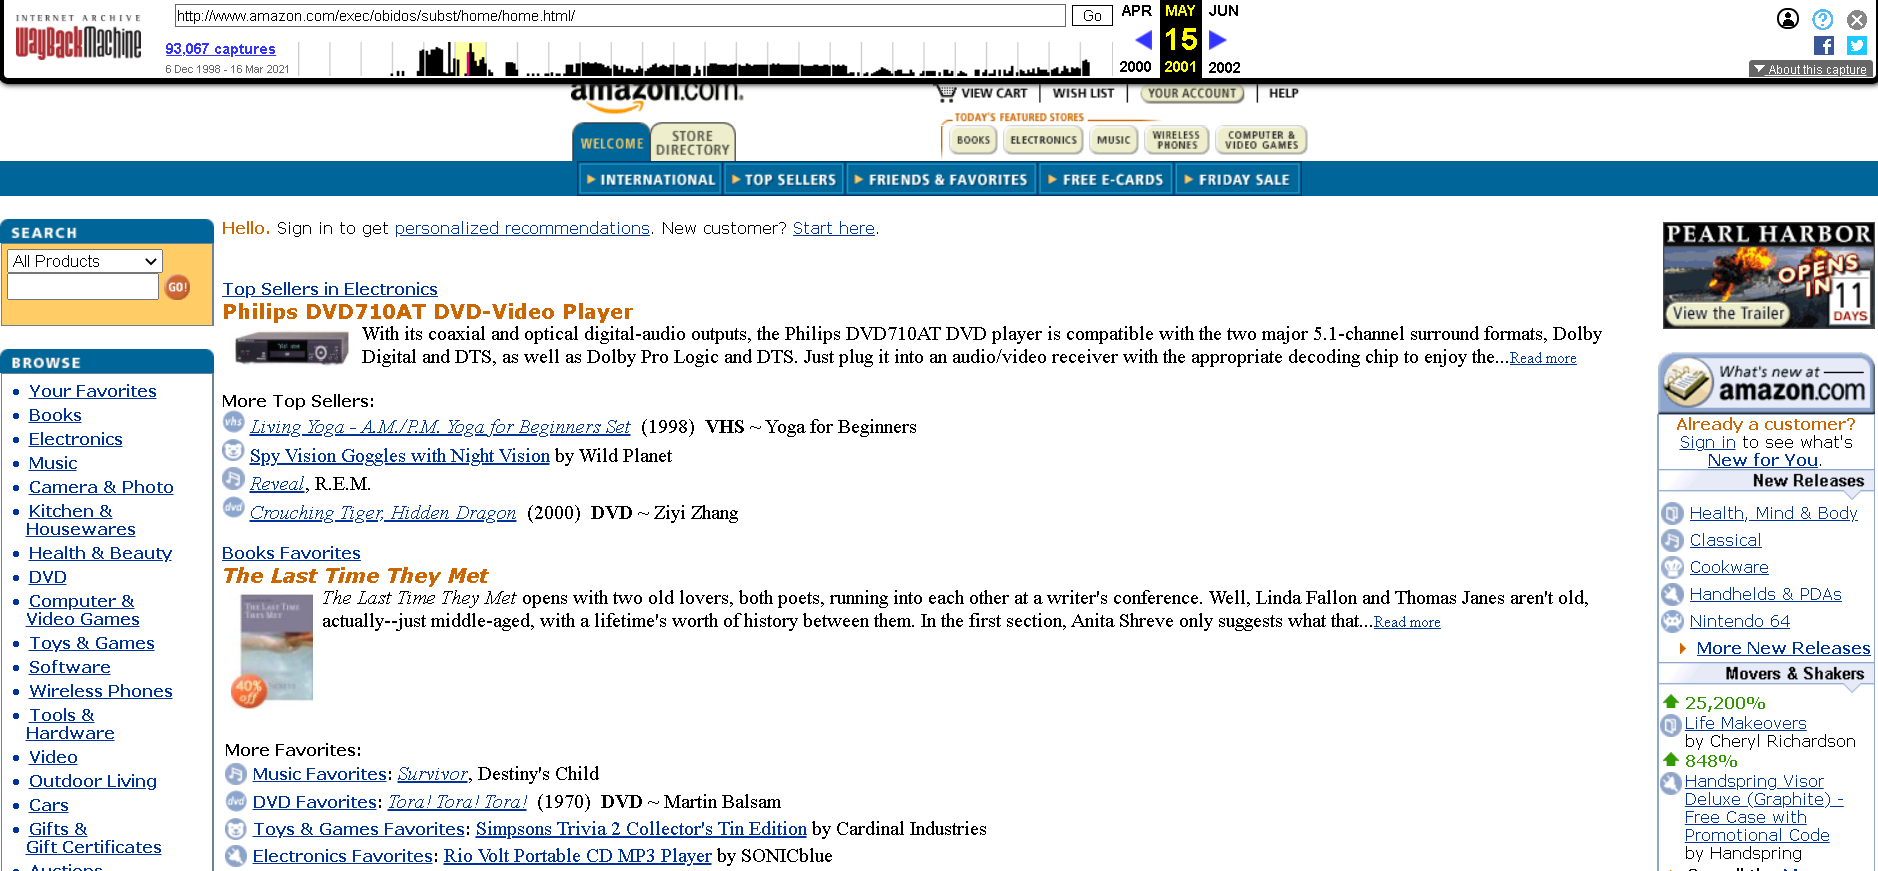 INTERNET ARCHIVE
WayBackMachine
http://www.amazon.com/exec/obidos/subst/home/home.html/
Go
93,067 captures
6 Dec 1998 - 16 Mar 2021
APR MAY JUN
15
2000 2001 2002
About this capture
amazon.com.
VIEW CART
WISH LIST
YOUR ACCOUNT
HELP
WELCOME
STORE
DIRECTORY
TODAY'S FEATURED STORES
BOOKS
ELECTRONICS
MUSIC
WIRELESS
PHONES
COMPUTER &
VIDEO GAMES
INTERNATIONAL
TOP SELLERS
FRIENDS & FAVORITES
FREE E-CARDS
FRIDAY SALE
SEARCH
All Products
GO!
BROWSE
• Your Favorites
• Books
• Electronics
• Music
• Camera & Photo
• Kitchen &
Housewares
• Health & Beauty
• DVD
• Computer &
Video Games
• Toys & Games
• Software
• Wireless Phones
• Tools &
Hardware
• Video
• Outdoor Living
• Cars
• Gifts &
Gift Certificates
• Auctions
Hello. Sign in to get personalized recommendations. New customer? Start here.
Top Sellers in Electronics
Philips DVD710AT DVD-Video Player
With its coaxial and optical digital-audio outputs, the Philips DVD710AT DVD player is compatible with the two major 5.1-channel surround formats, Dolby
Digital and DTS, as well as Dolby Pro Logic and DTS. Just plug it into an audio/video receiver with the appropriate decoding chip to enjoy the...Read more
More Top Sellers:
vhs Living Yoga - A.M./P.M. Yoga for Beginners Set (1998) VHS ~ Yoga for Beginners
Spy Vision Goggles with Night Vision by Wild Planet
Reveal, R.E.M.
dvd Crouching Tiger, Hidden Dragon (2000) DVD ~ Ziyi Zhang
Books Favorites
The Last Time They Met
The Last Time They Met opens with two old lovers, both poets, running into each other at a writer's conference. Well, Linda Fallon and Thomas Janes aren't old,
actually--just middle-aged, with a lifetime's worth of history between them. In the first section, Anita Shreve only suggests what that...Read more
THE LAST TIME
THEY MET
40%
off
More Favorites:
Music Favorites: Survivor, Destiny's Child
dvd DVD Favorites: Tora! Tora! Tora! (1970) DVD ~ Martin Balsam
Toys & Games Favorites: Simpsons Trivia 2 Collector's Tin Edition by Cardinal Industries
Electronics Favorites: Rio Volt Portable CD MP3 Player by SONICblue
PEARL HARBOR
OPENS
IN 11
DAYS
View the Trailer
What's new at
amazon.com
Already a customer?
Sign in to see what's
New for You.
New Releases
Health, Mind & Body
Classical
Cookware
Handhelds & PDAs
Nintendo 64
More New Releases
Movers & Shakers
25,200%
Life Makeovers
by Cheryl Richardson
848%
Handspring Visor
Deluxe (Graphite) -
Free Case with
Promotional Code
by Handspring